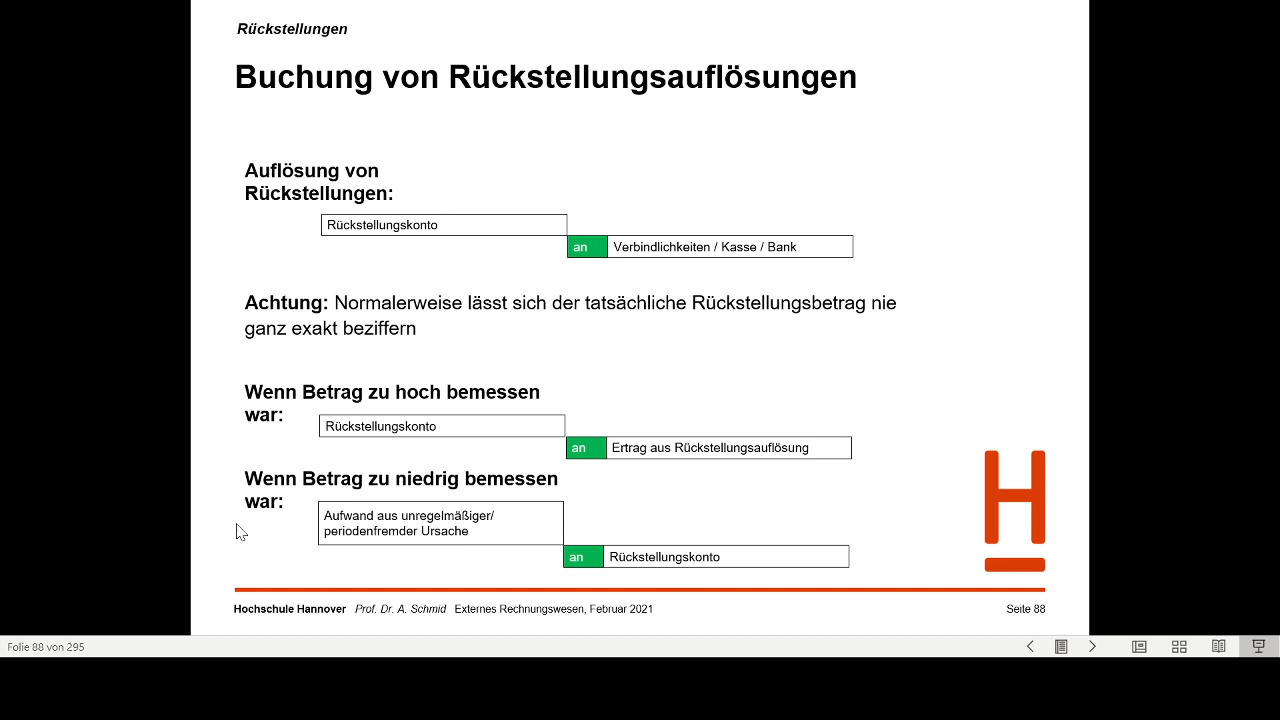 Rückstellungen
Buchung von Rückstellungsauflösungen
Auflösung von
Rückstellungen:
Rückstellungskonto
an Verbindlichkeiten / Kasse / Bank
Achtung: Normalerweise lässt sich der tatsächliche Rückstellungsbetrag nie
ganz exakt beziffern
Wenn Betrag zu hoch bemessen
war:
Rückstellungskonto
an Ertrag aus Rückstellungsauflösung
Wenn Betrag zu niedrig bemessen
war:
Aufwand aus unregelmäßiger/
periodenfremder Ursache
an Rückstellungskonto
H
Hochschule Hannover Prof. Dr. A. Schmid Externes Rechnungswesen, Februar 2021 Seite 88
Folie 88 von 295